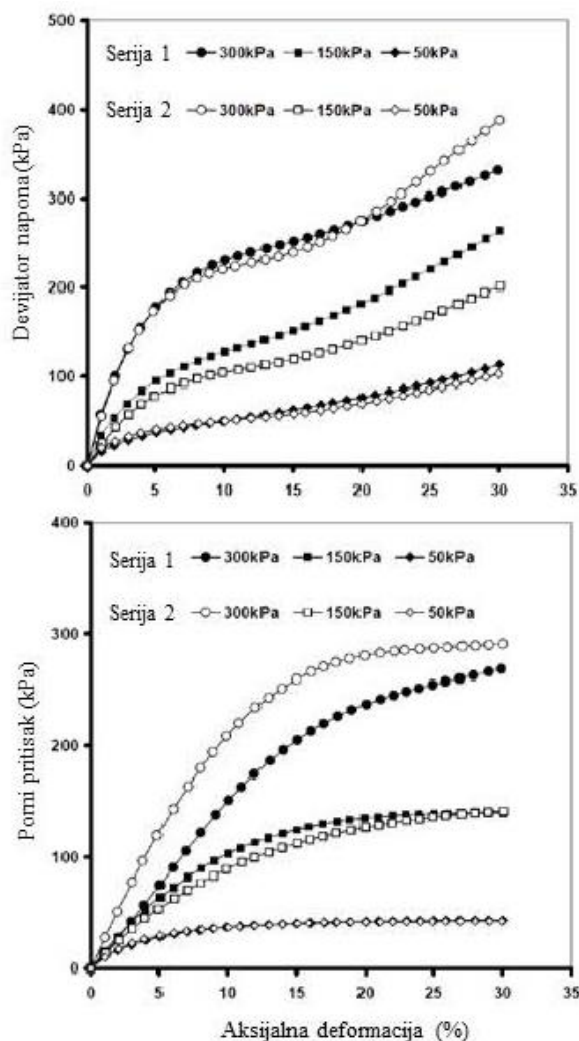 500
400
300
200
100
0
Devijator napona (kPa)
Serija 1 300kPa 150kPa 50kPa
Serija 2 300kPa 150kPa 50kPa
0 5 10 15 20 25 30 35
400
300
200
100
0
Porni pritisak (kPa)
Serija 1 300kPa 150kPa 50kPa
Serija 2 300kPa 150kPa 50kPa
0 5 10 15 20 25 30 35
Aksijalna deformacija (%)